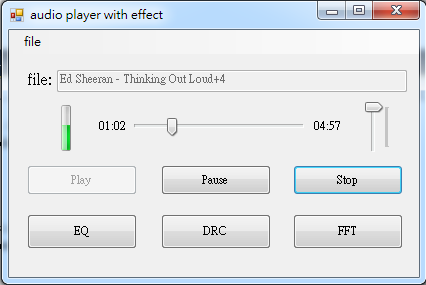 audio player with effect
file
file: Ed Sheeran - Thinking Out Loud+4
01:02 04:57
Play Pause Stop
EQ DRC FFT